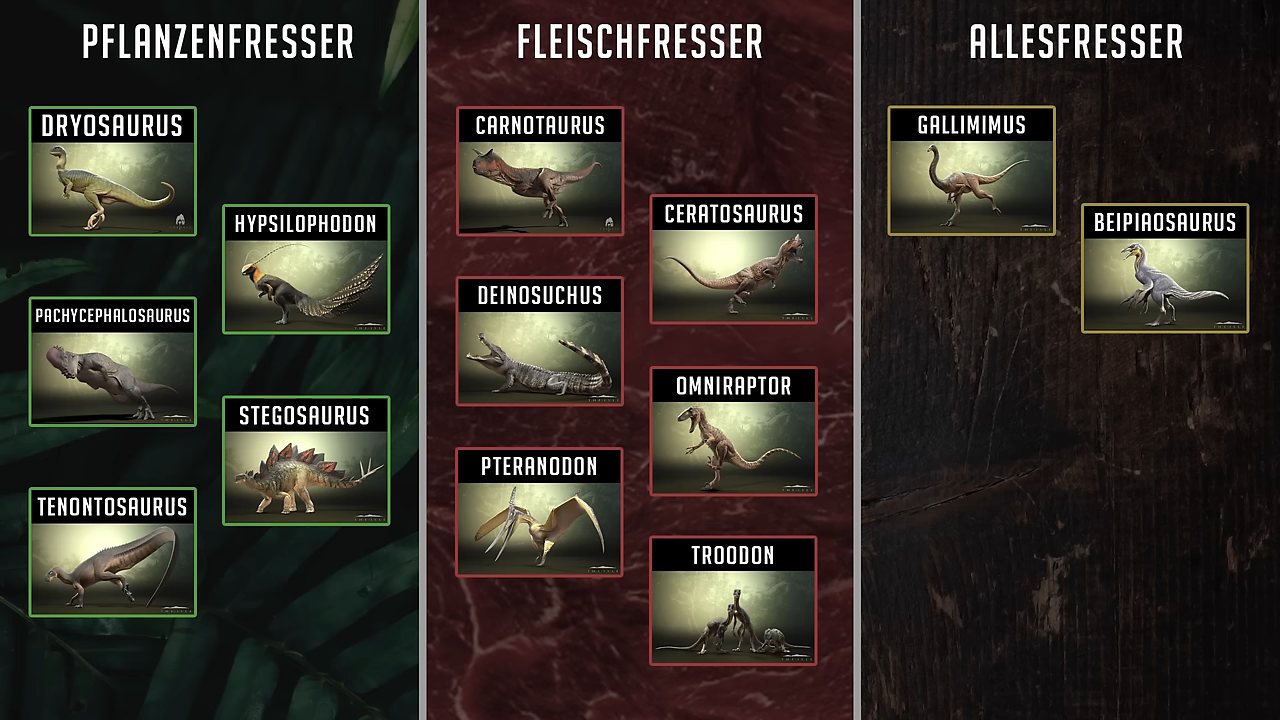 PFLANZENFRESSER
DRYOSAURUS
HYPSILOPHODON
PACHYCEPHALOSAURUS
STEGOSAURUS
TENONTOSAURUS
FLEISCHFRESSER
CARNOTAURUS
CERATOSAURUS
DEINOSUCHUS
OMNIRAPTOR
PTERANODON
TROODON
ALLESFRESSER
GALLIMIMUS
BEIPIAOSAURUS